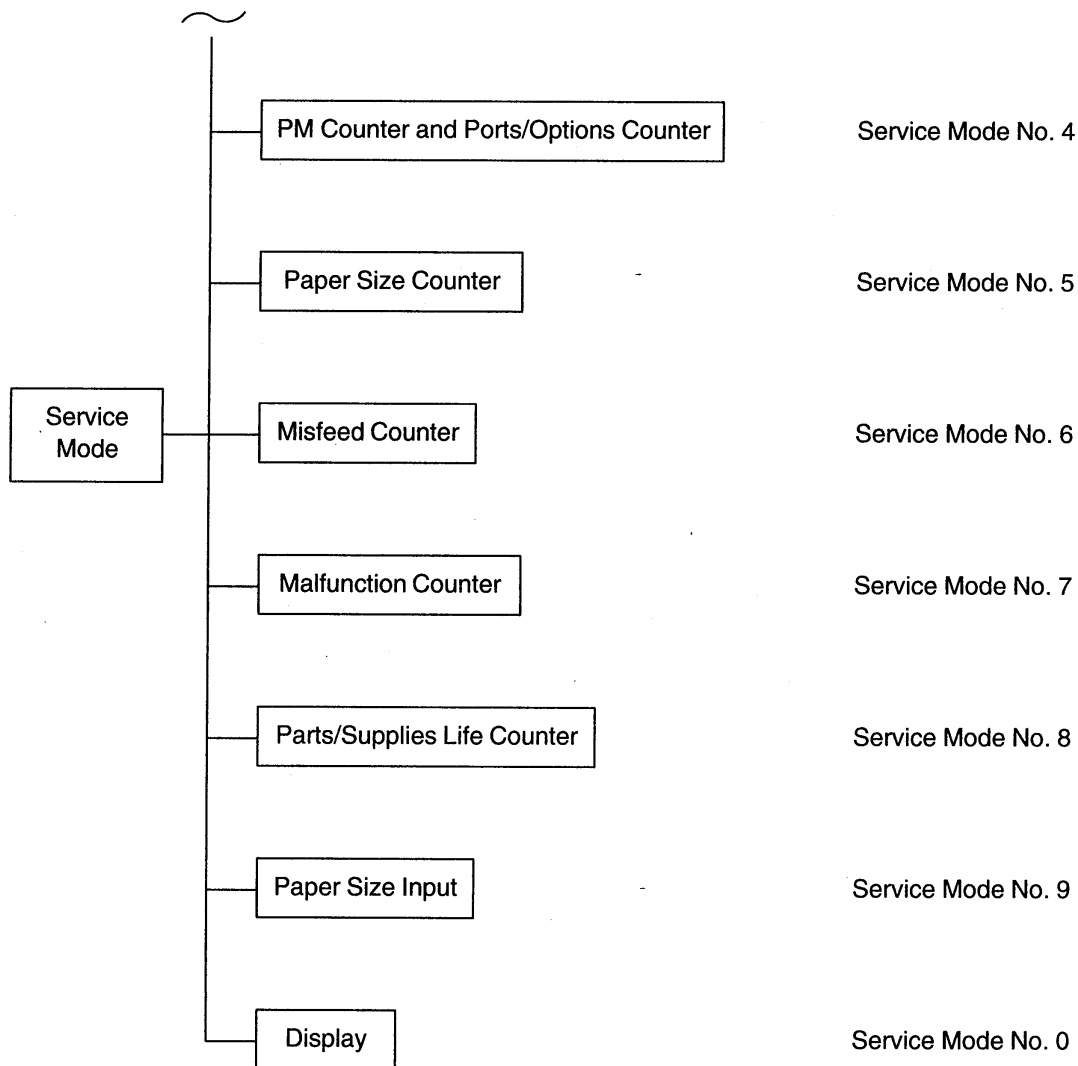 PM Counter and Ports/Options Counter Service Mode No. 4
Paper Size Counter Service Mode No. 5
Service
Mode
Misfeed Counter Service Mode No. 6
Malfunction Counter Service Mode No. 7
Parts/Supplies Life Counter Service Mode No. 8
Paper Size Input Service Mode No. 9
Display Service Mode No. 0